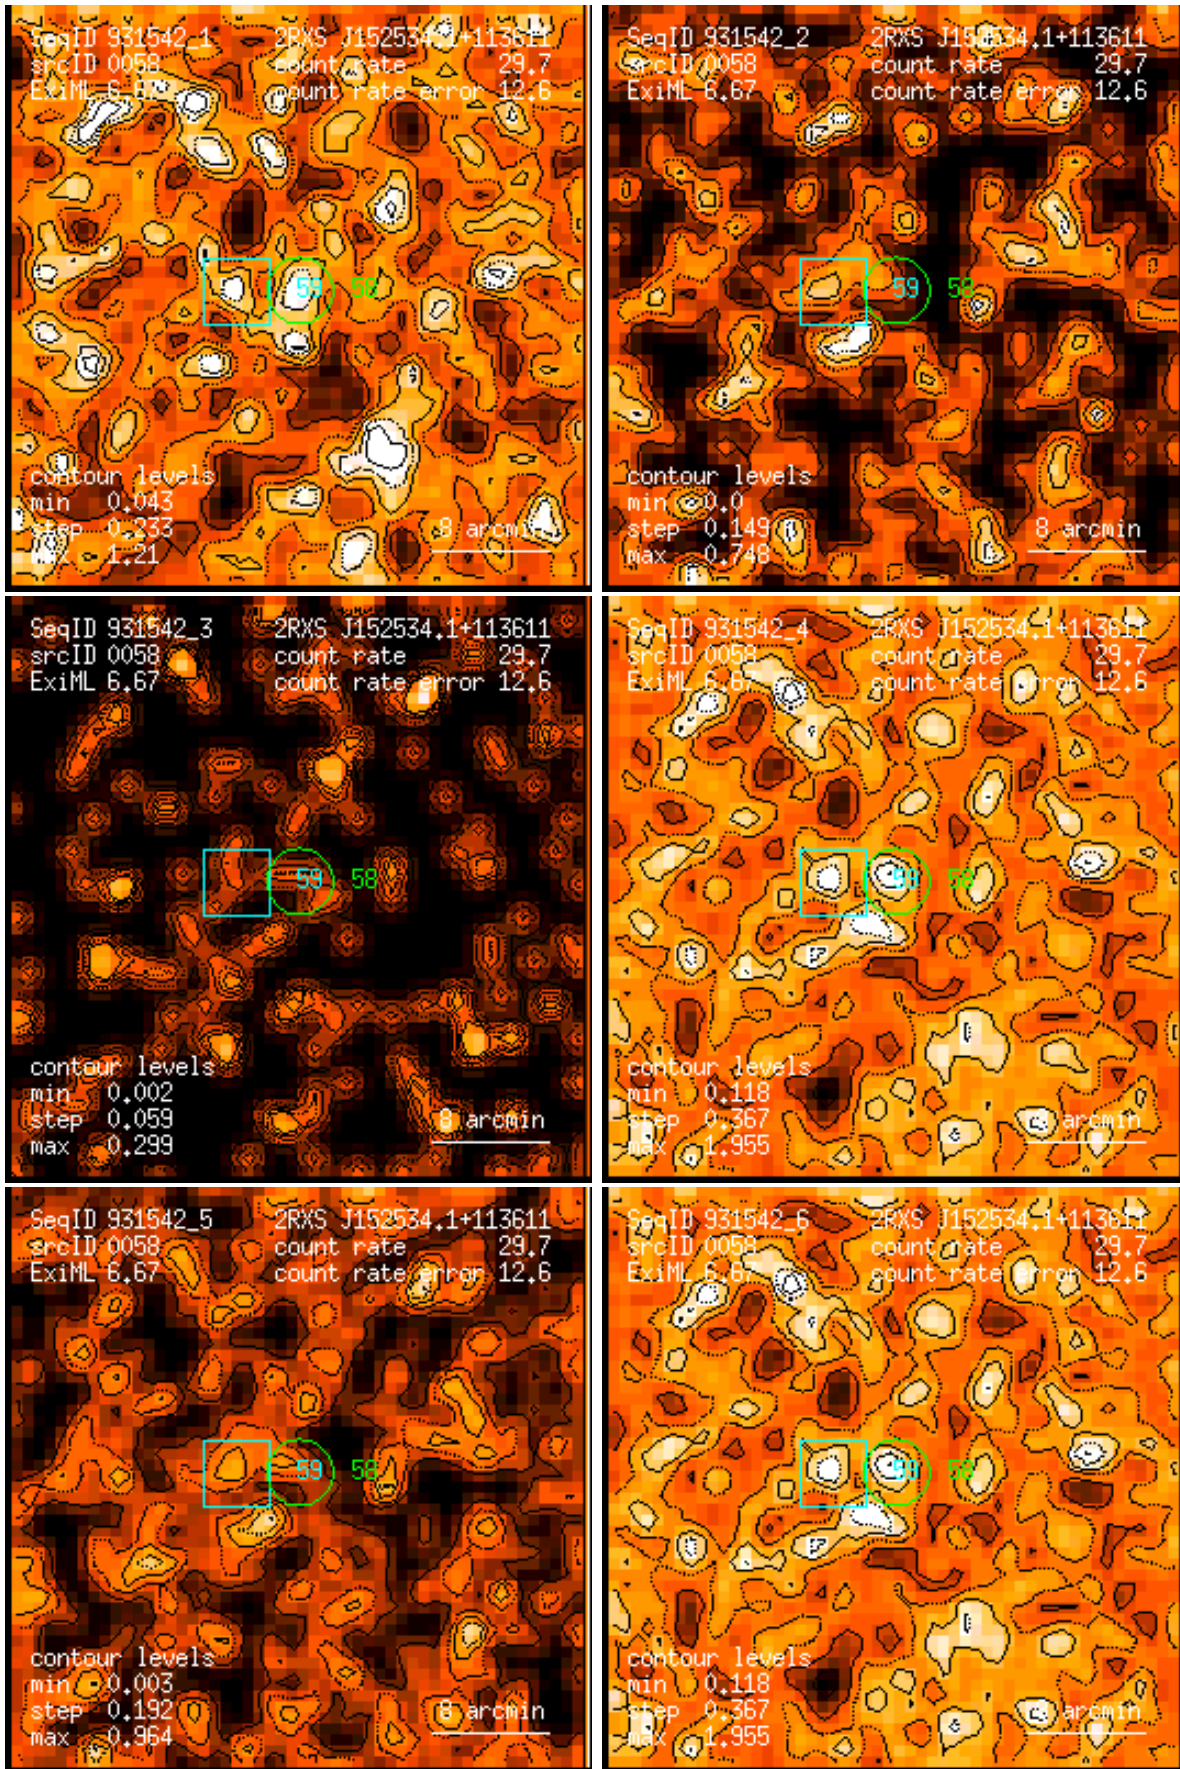 SeqID 931542_1 2RXS J152534.1+113611
srcID 0058 count rate 29.7
ExiML 6.67 count rate error 12.6
59 58
contour levels
min 0.043
step 0.233 8 arcmin
max 1.21
SeqID 931542_2 2RXS J152534.1+113611
srcID 0058 count rate 29.7
ExiML 6.67 count rate error 12.6
59 58
contour levels
min 0.0
step 0.149 8 arcmin
max 0.748
SeqID 931542_3 2RXS J152534.1+113611
srcID 0058 count rate 29.7
ExiML 6.67 count rate error 12.6
59 58
contour levels
min 0.002
step 0.059 8 arcmin
max 0.299
SeqID 931542_4 2RXS J152534.1+113611
srcID 0058 count rate 29.7
ExiML 6.67 count rate error 12.6
59 58
contour levels
min 0.118
step 0.367 8 arcmin
max 1.955
SeqID 931542_5 2RXS J152534.1+113611
srcID 0058 count rate 29.7
ExiML 6.67 count rate error 12.6
59 58
contour levels
min 0.003
step 0.192 8 arcmin
max 0.964
SeqID 931542_6 2RXS J152534.1+113611
srcID 0058 count rate 29.7
ExiML 6.67 count rate error 12.6
59 58
contour levels
min 0.118
step 0.367 8 arcmin
max 1.955